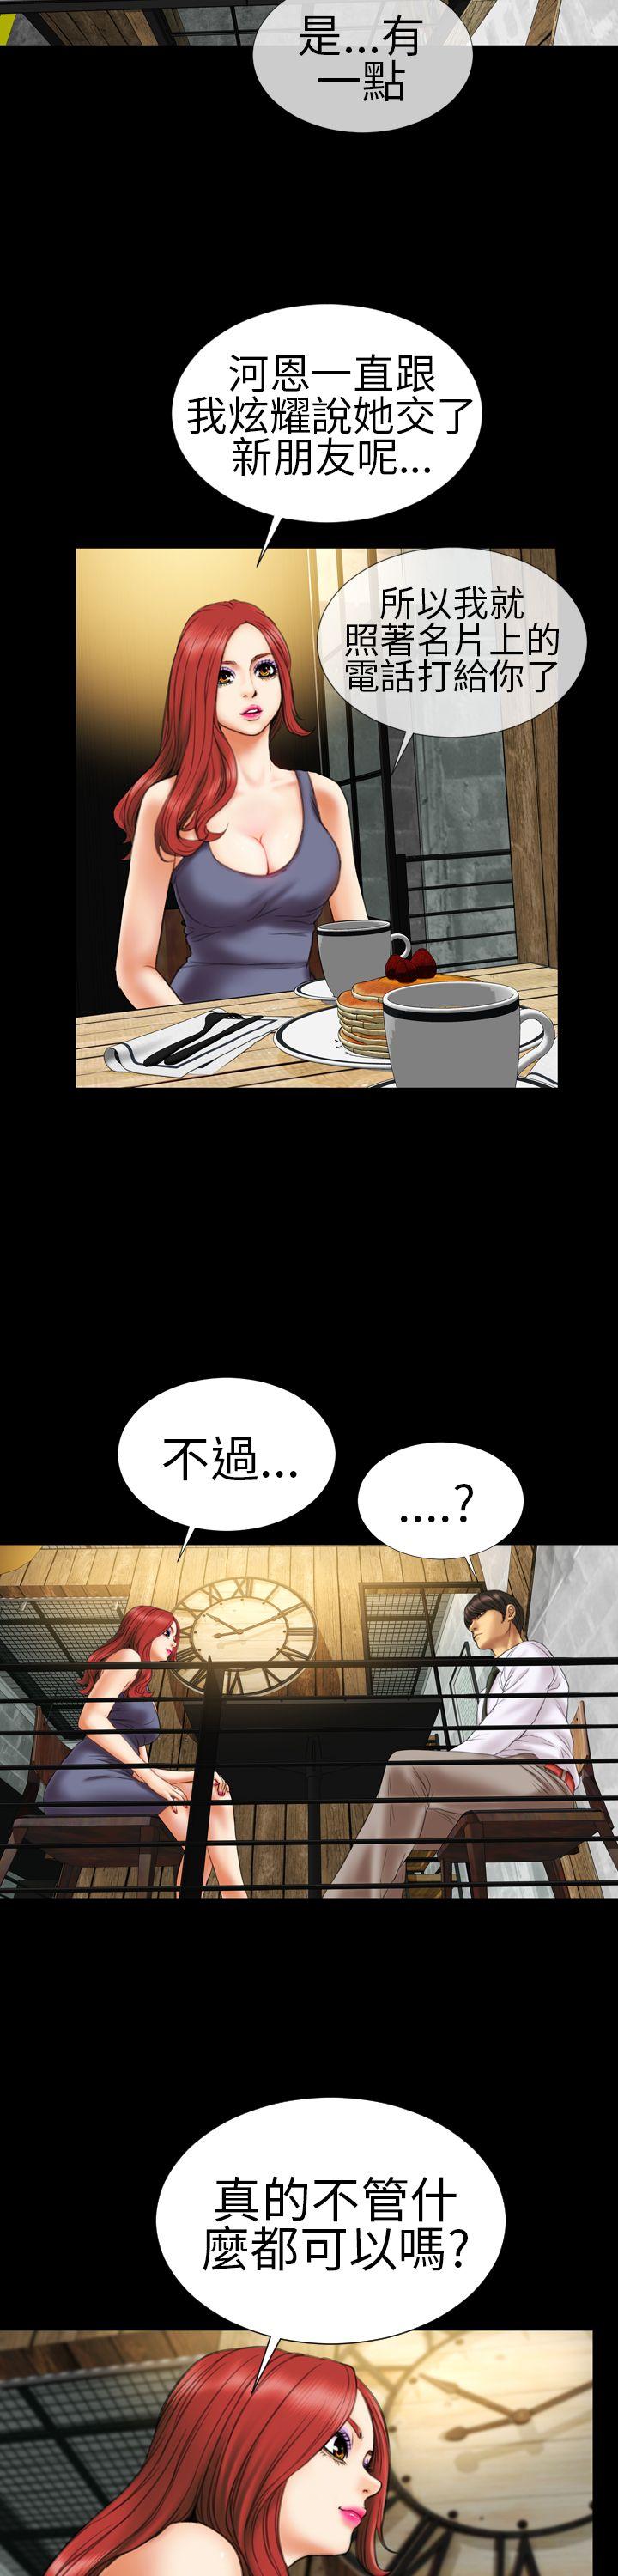 是...有
一點
河恩一直跟
我炫耀說她交了
新朋友呢...
所以我就
照著名片上的
電話打給你了
不過...
....?
真的不管什
麼都可以嗎?